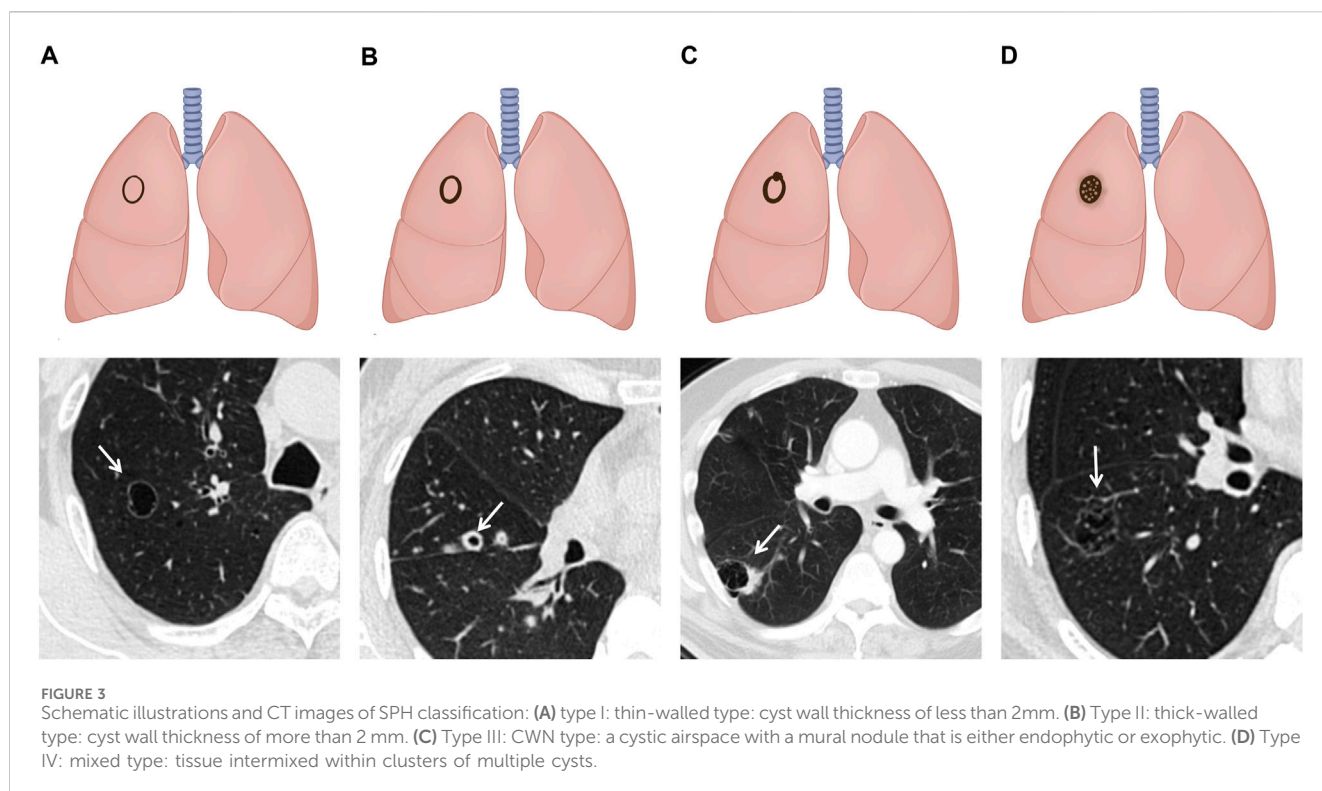 A
B
C
D
FIGURE 3
Schematic illustrations and CT images of SPH classification: (A) type I: thin-walled type: cyst wall thickness of less than 2mm. (B) Type II: thick-walled
type: cyst wall thickness of more than 2 mm. (C) Type III: CWN type: a cystic airspace with a mural nodule that is either endophytic or exophytic. (D) Type
IV: mixed type: tissue intermixed within clusters of multiple cysts.